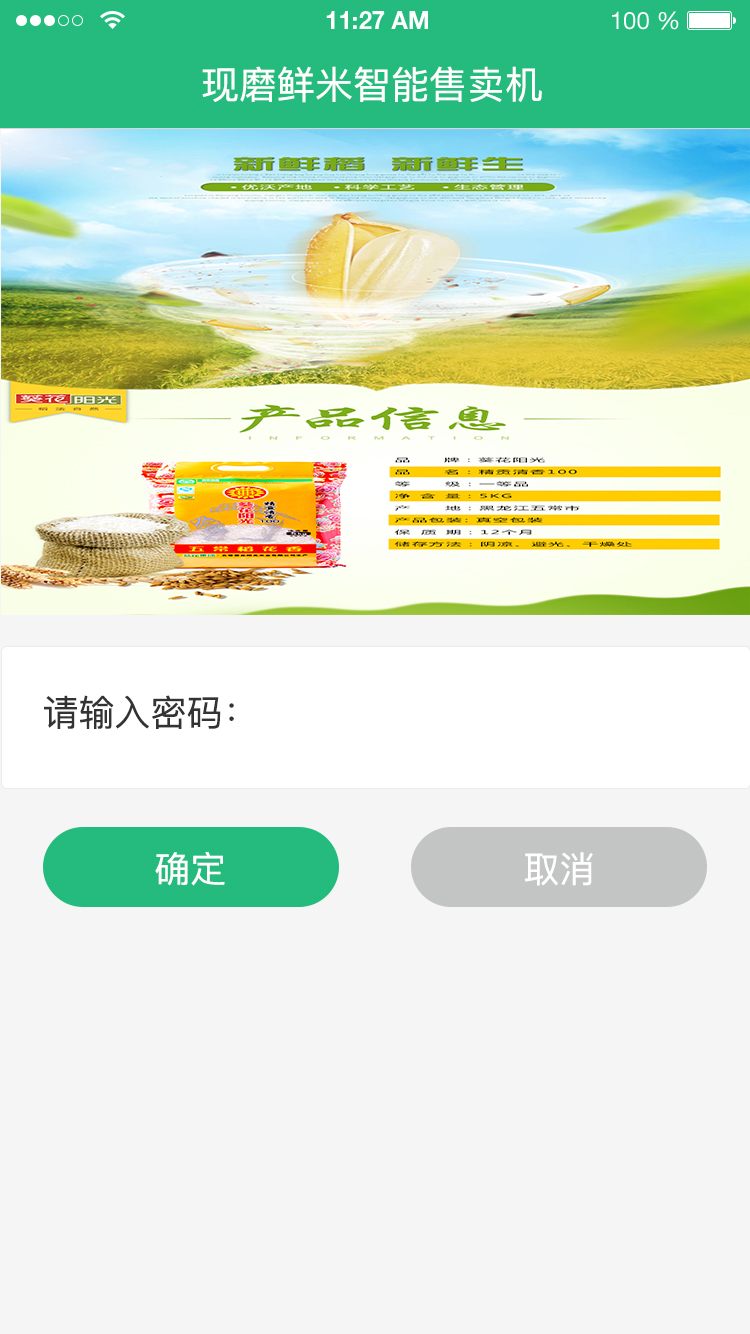 11:27 AM
100 %
现磨鲜米智能售卖机
新鲜稻 新鲜生
·优沃产地 ·科学工艺 ·生态管理
葵花阳光
稻法自然
产品信息
INFORMATION
品 牌：葵花阳光
品 名：精贡清香100
等 级：一等品
净 含 量：5KG
产 地：黑龙江五常市
产品包装：真空包装
保 质 期：12个月
储存方法：阴凉、避光、干燥处
葵花阳光
100
五常稻花香
请输入密码：
确定
取消